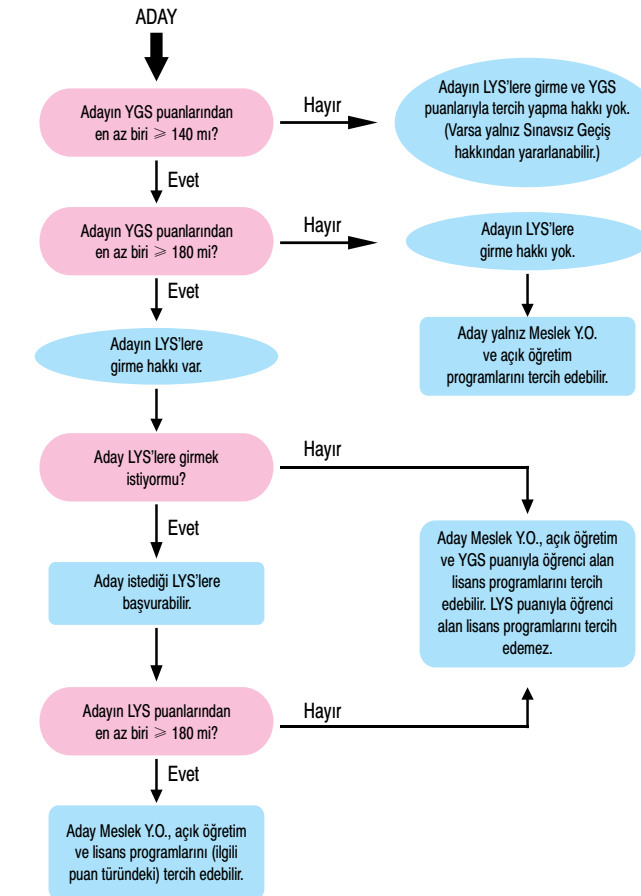 ADAY
Adayın YGS puanlarından
en az biri ⩾ 140 mı?
Hayır
Adayın LYS'lere girme ve YGS
puanlarıyla tercih yapma hakkı yok.
(Varsa yalnız Sınavsız Geçiş
hakkından yararlanabilir.)
Evet
Adayın YGS puanlarından
en az biri ⩾ 180 mi?
Hayır
Adayın LYS'lere
girme hakkı yok.
Evet
Aday yalnız Meslek Y.O.
ve açık öğretim
programlarını tercih edebilir.
Adayın LYS'lere
girme hakkı var.
Aday LYS'lere girmek
istiyormu?
Hayır
Evet
Aday Meslek Y.O., açık öğretim
ve YGS puanıyla öğrenci alan
lisans programlarını tercih
edebilir. LYS puanıyla öğrenci
alan lisans programlarını tercih
edemez.
Aday istediği LYS'lere
başvurabilir.
Adayın LYS puanlarından
en az biri ⩾ 180 mi?
Hayır
Evet
Aday Meslek Y.O., açık öğretim
ve lisans programlarını (ilgili
puan türündeki) tercih edebilir.